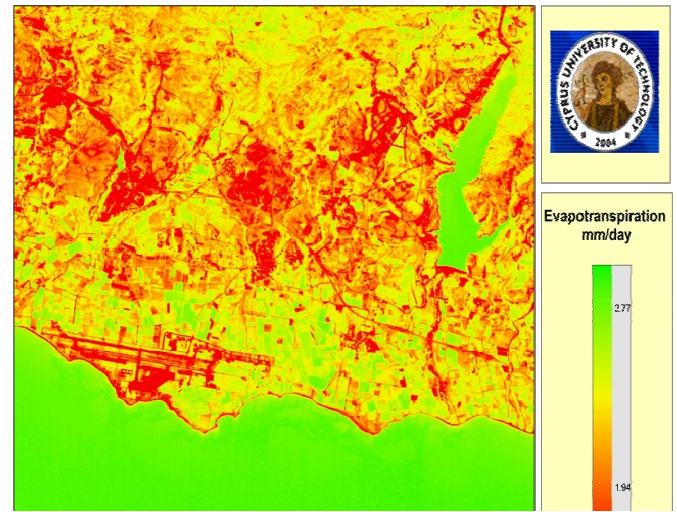 CYPRUS UNIVERSITY OF TECHNOLOGY
2004
Evapotranspiration
mm/day
2.77
1.94